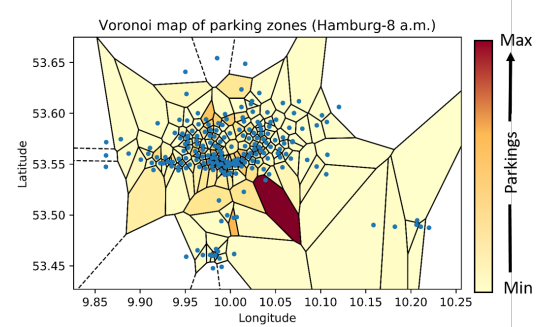 Voronoi map of parking zones (Hamburg-8 a.m.)
Max
53.65
53.60
53.55
53.50
53.45
Latitude
Parkings
Min
9.85 9.90 9.95 10.00 10.05 10.10 10.15 10.20 10.25
Longitude